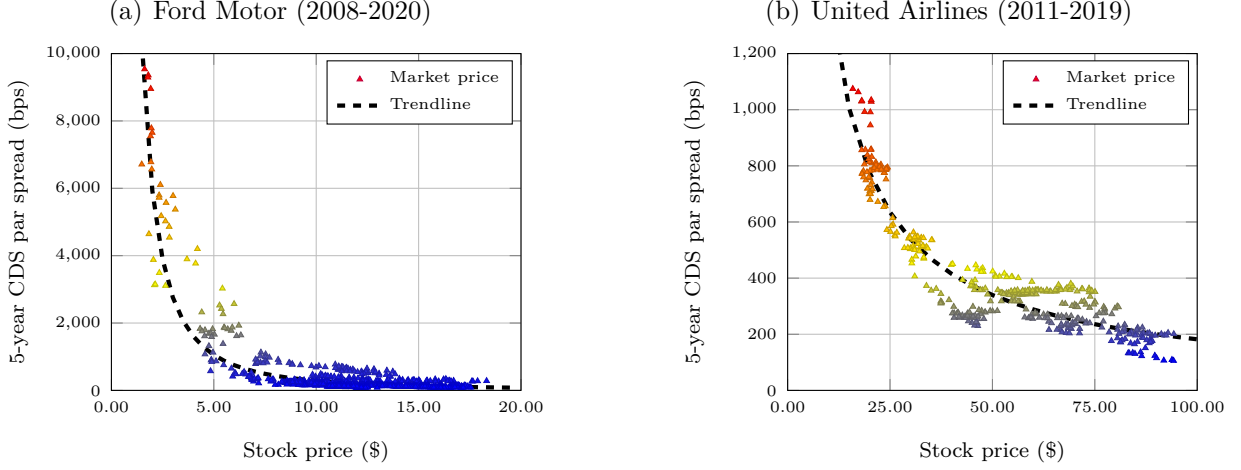 (a) Ford Motor (2008-2020)
5-year CDS par spread (bps)
10,000
8,000
6,000
4,000
2,000
0
0.00 5.00 10.00 15.00 20.00
Stock price ($)
Market price
Trendline
(b) United Airlines (2011-2019)
5-year CDS par spread (bps)
1,200
1,000
800
600
400
200
0
0.00 25.00 50.00 75.00 100.00
Stock price ($)
Market price
Trendline